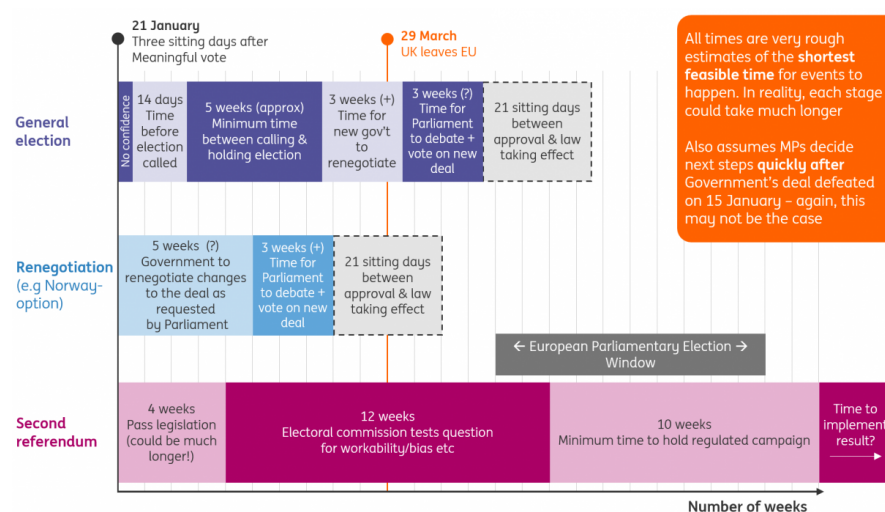 21 January
Three sitting days after
Meaningful vote
29 March
UK leaves EU
All times are very rough
estimates of the shortest
feasible time for events to
happen. In reality, each stage
could take much longer
Also assumes MPs decide
next steps quickly after
Government's deal defeated
on 15 January – again, this
may not be the case
General
election
No confidence
14 days
Time
before
election
called
5 weeks (approx)
Minimum time
between calling &
holding election
3 weeks (+)
Time for
new gov't
to
renegotiate
3 weeks (?)
Time for
Parliament
to debate +
vote on new
deal
21 sitting days
between
approval & law
taking effect
Renegotiation
(e.g Norway-
option)
5 weeks (?)
Government to
renegotiate changes
to the deal as
requested
by Parliament
3 weeks (+)
Time for
Parliament
to debate +
vote on new
deal
21 sitting days
between
approval & law
taking effect
← European Parliamentary Election →
Window
Second
referendum
4 weeks
Pass legislation
(could be much
longer!)
12 weeks
Electoral commission tests question
for workability/bias etc
10 weeks
Minimum time to hold regulated campaign
Time to
implement
result?
Number of weeks